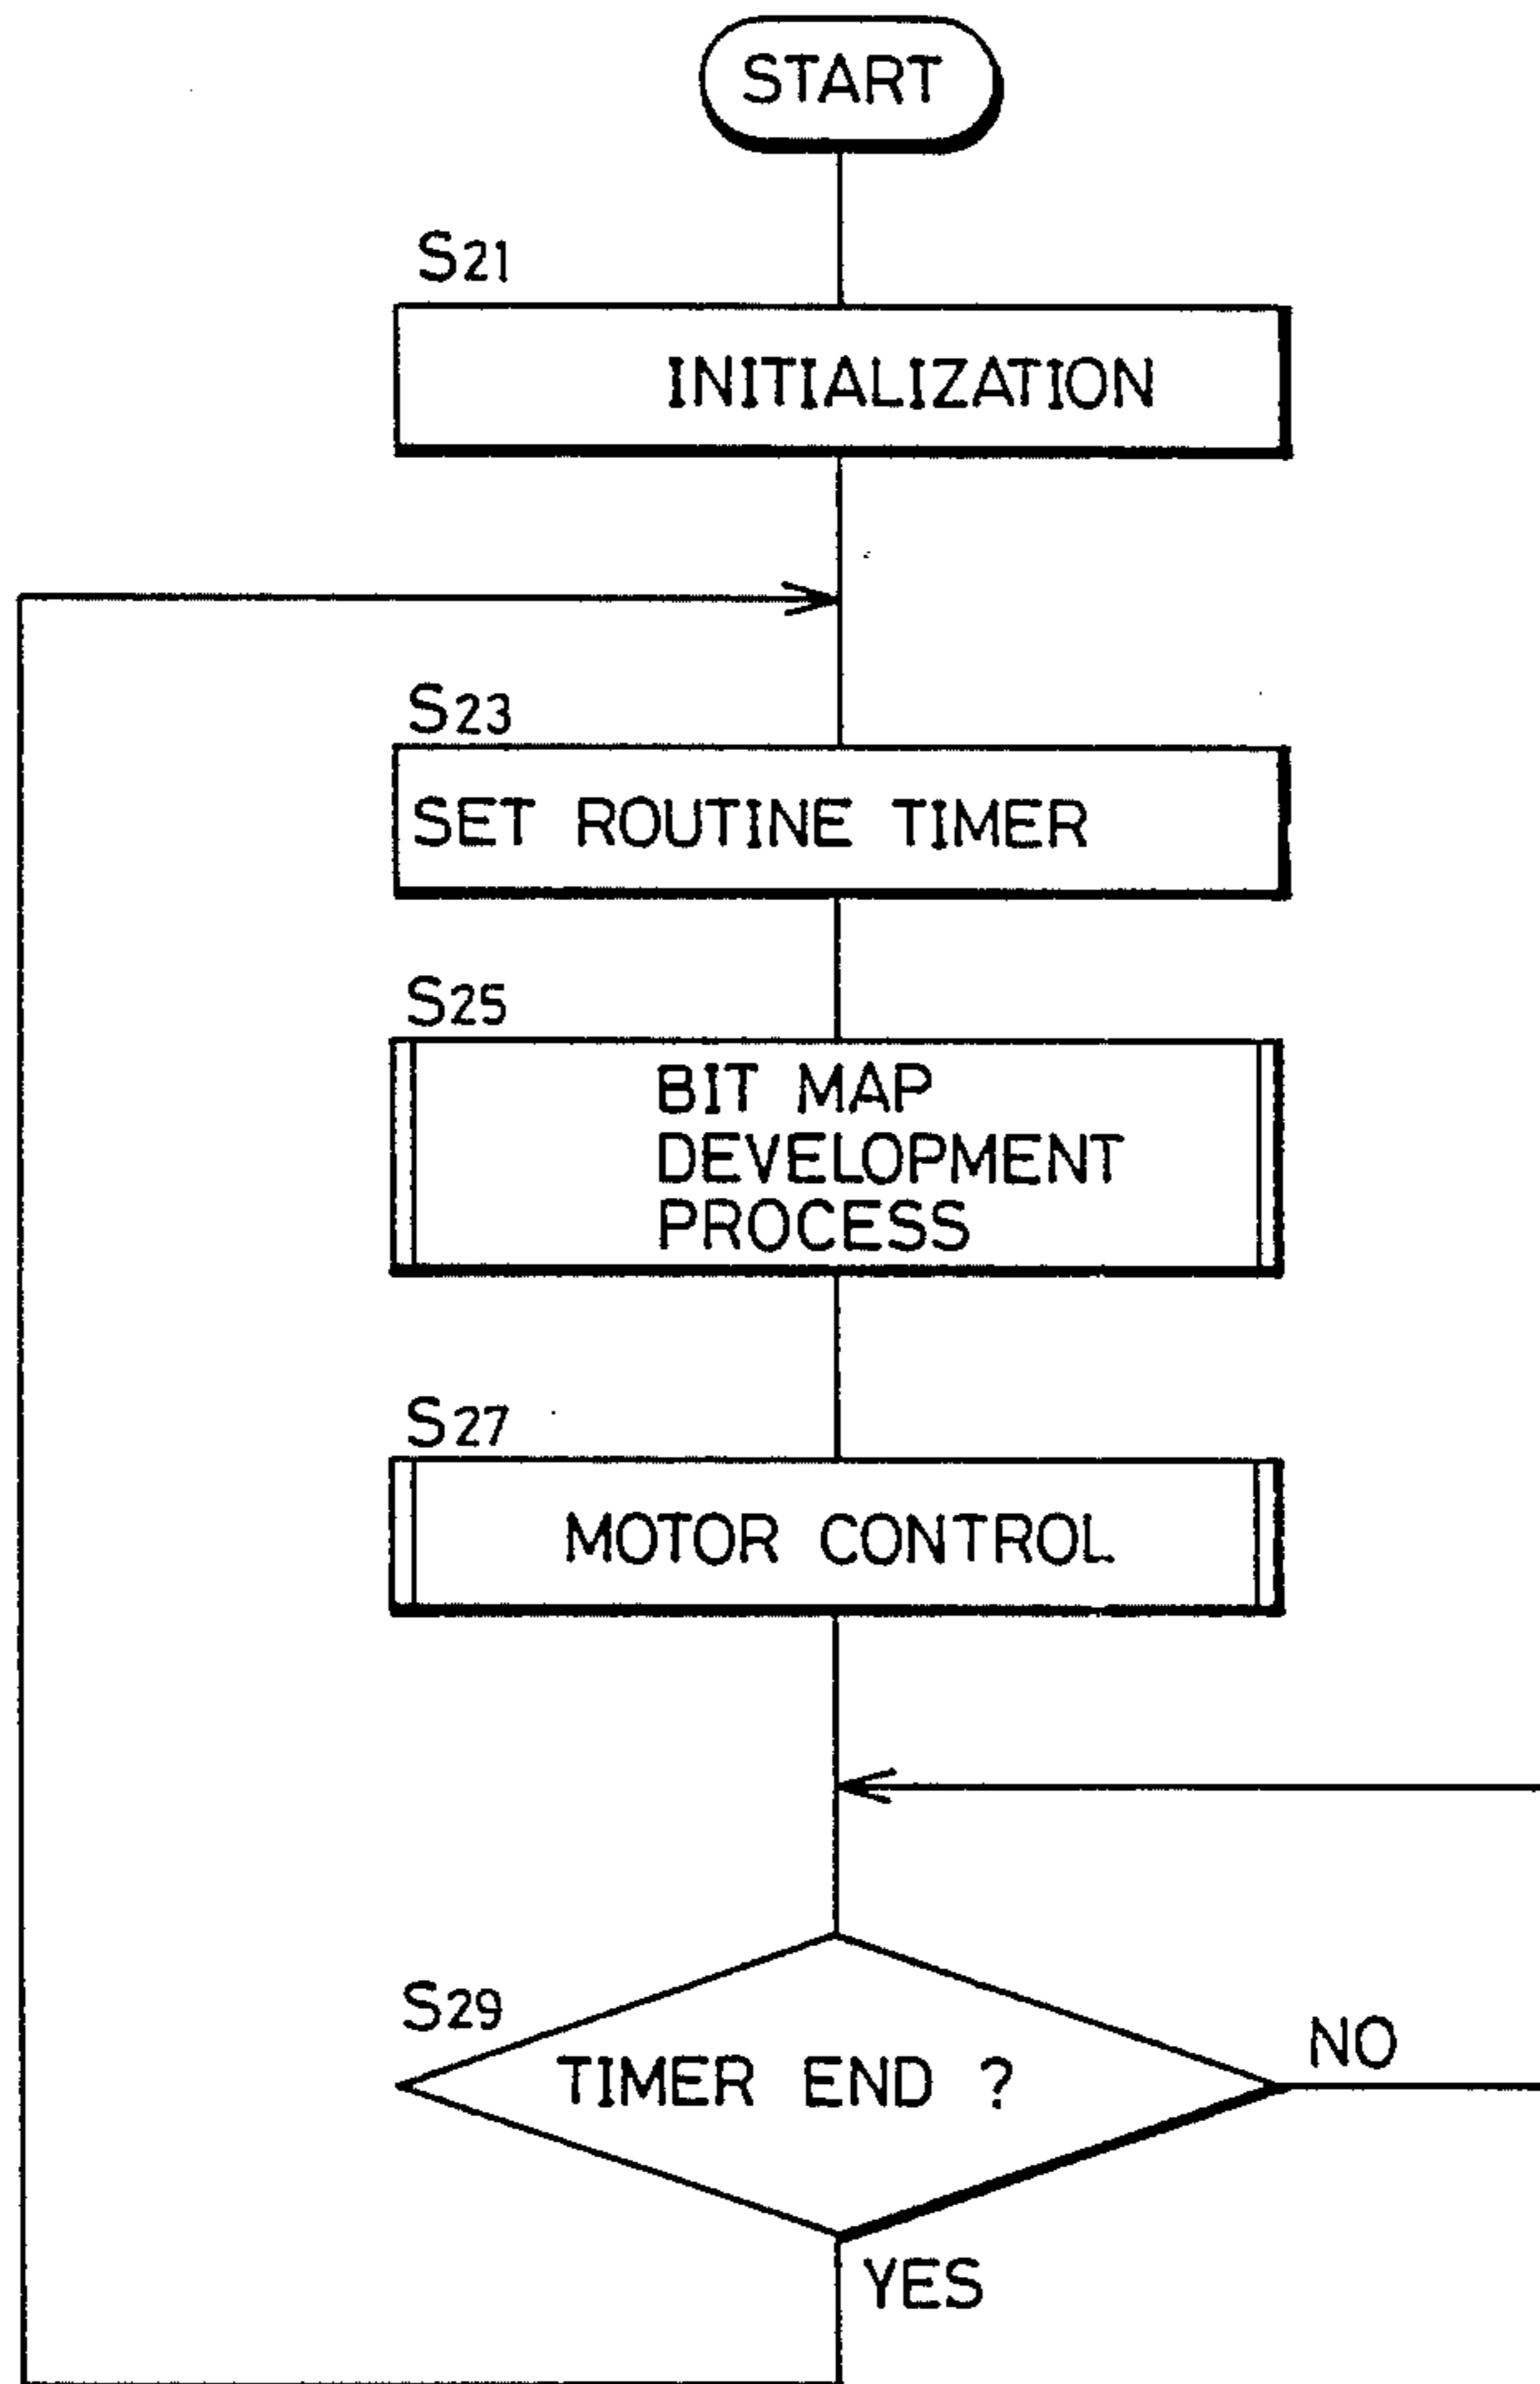 START
S21
INITIALIZATION
S23
SET ROUTINE TIMER
S25
BIT MAP
DEVELOPMENT
PROCESS
S27
MOTOR CONTROL
S29
TIMER END ?
NO
YES